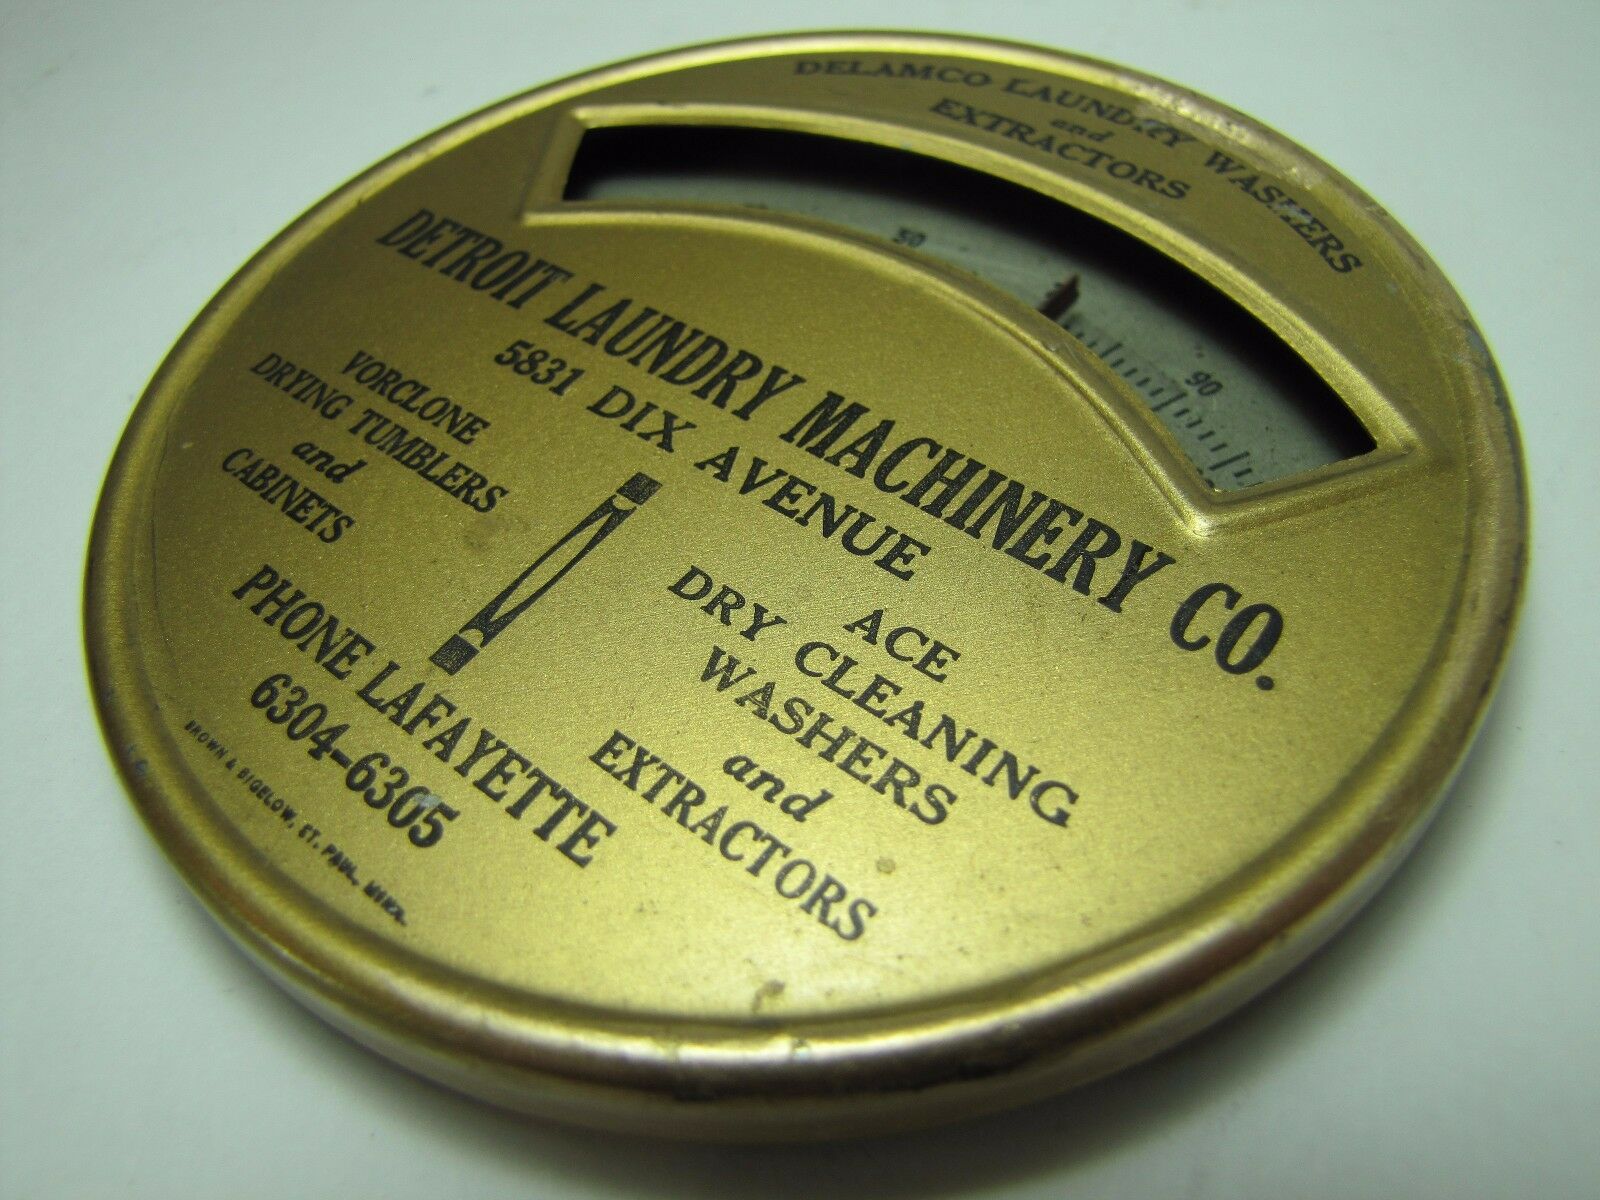 DELAMCO LAUNDRY WASHERS
and
EXTRACTORS
30
90
DETROIT LAUNDRY MACHINERY CO.
5831 DIX AVENUE
VORCLONE
DRYING TUMBLERS
and
CABINETS
ACE
DRY CLEANING
WASHERS
and
EXTRACTORS
PHONE LAFAYETTE
6304-6305
BROWN & BIGELOW, ST. PAUL, MINN.